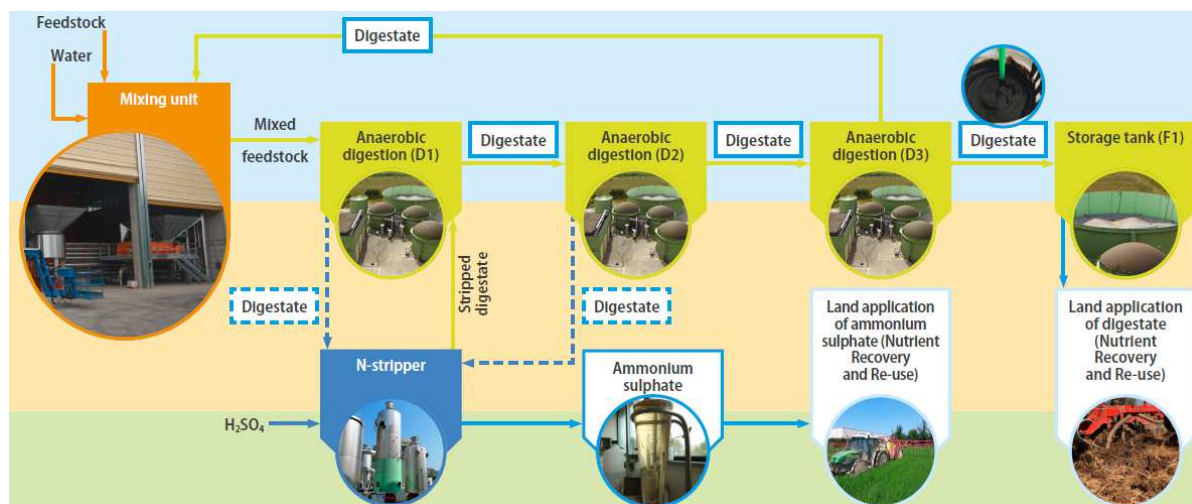 Feedstock
Water
Digestate
Mixing unit
Mixed
feedstock
Anaerobic
digestion (D1)
Digestate
Anaerobic
digestion (D2)
Digestate
Anaerobic
digestion (D3)
Digestate
Storage tank (F1)
Digestate
Stripped
digestate
Digestate
Land application
of ammonium
sulphate (Nutrient
Recovery
and Re-use)
Land application
of digestate
(Nutrient
Recovery
and Re-use)
N-stripper
Ammonium
sulphate
H₂SO₄